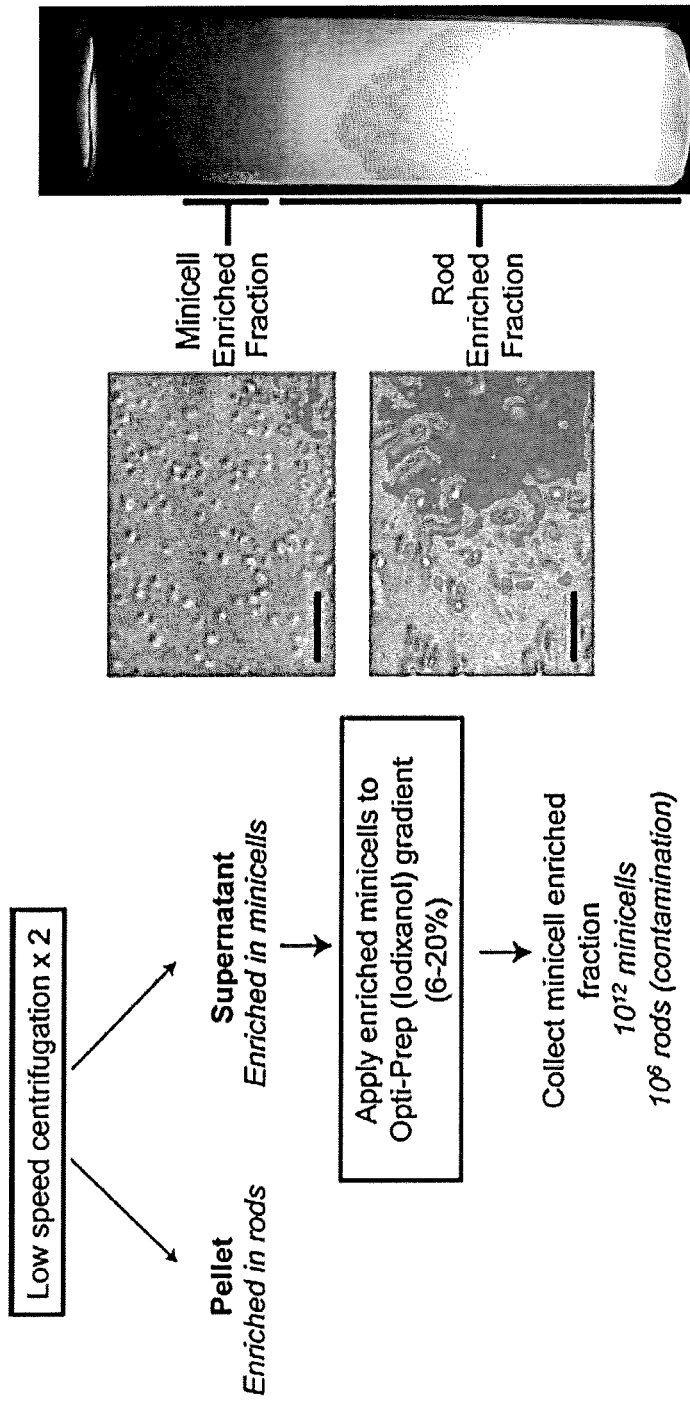 Low speed centrifugation x 2
Pellet
Enriched in rods
Supernatant
Enriched in minicells
Apply enriched minicells to
Opti-Prep (Iodixanol) gradient
(6-20%)
Collect minicell enriched
fraction
10¹² minicells
10⁶ rods (contamination)
Minicell
Enriched
Fraction
Rod
Enriched
Fraction